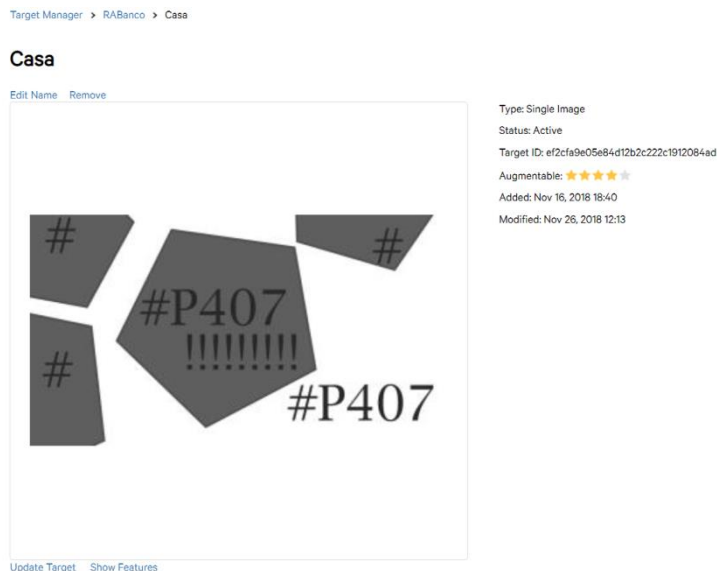 Target Manager > RABanco > Casa
Casa
Edit Name Remove
Type: Single Image
Status: Active
Target ID: ef2cfa9e05e84d12b2c222c1912084ad
Augmentable:
Added: Nov 16, 2018 18:40
Modified: Nov 26, 2018 12:13
# #
#P407
!!!!!!!!!
#
#P407
Update Target Show Features